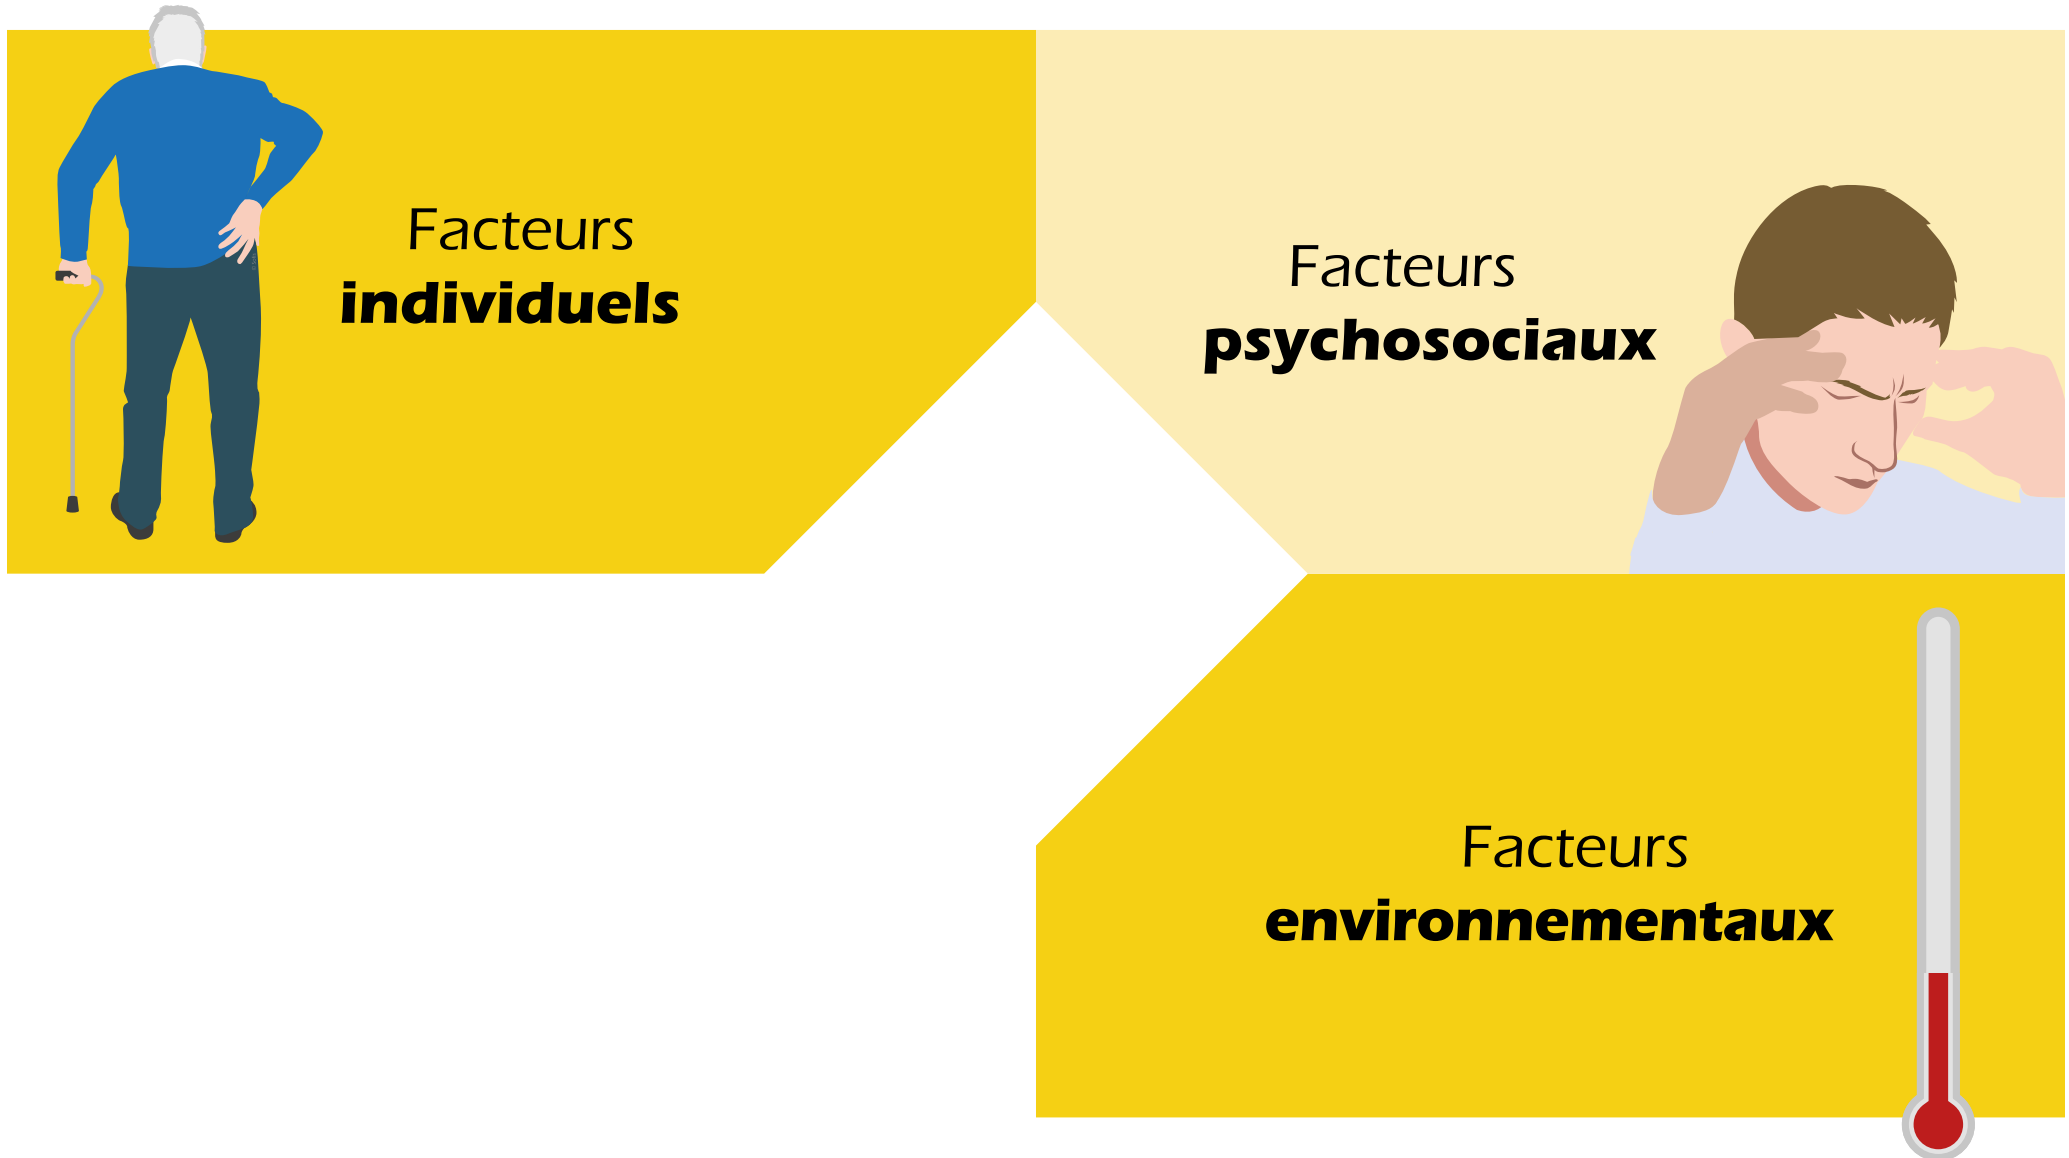 Facteurs
individuels
Facteurs
psychosociaux
Facteurs
environnementaux